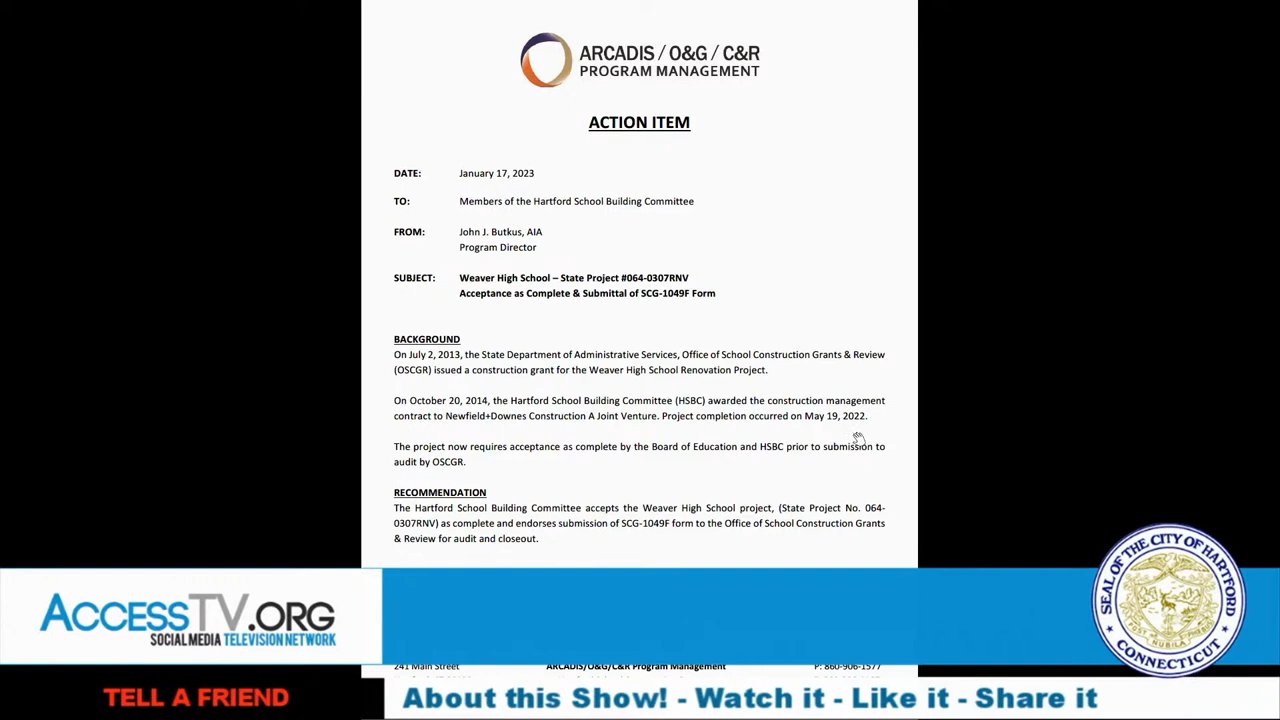 ARCADIS / O&G / C&R
PROGRAM MANAGEMENT
ACTION ITEM
DATE: January 17, 2023
TO: Members of the Hartford School Building Committee
FROM: John J. Butkus, AIA
Program Director
SUBJECT: Weaver High School – State Project #064-0307RNV
Acceptance as Complete & Submittal of SCG-1049F Form
BACKGROUND
On July 2, 2013, the State Department of Administrative Services, Office of School Construction Grants & Review
(OSCGR) issued a construction grant for the Weaver High School Renovation Project.
On October 20, 2014, the Hartford School Building Committee (HSBC) awarded the construction management
contract to Newfield+Downes Construction A Joint Venture. Project completion occurred on May 19, 2022.
The project now requires acceptance as complete by the Board of Education and HSBC prior to submission to
audit by OSCGR.
RECOMMENDATION
The Hartford School Building Committee accepts the Weaver High School project, (State Project No. 064-
0307RNV) as complete and endorses submission of SCG-1049F form to the Office of School Construction Grants
& Review for audit and closeout.
ACCESSTV.ORG
SOCIAL MEDIA TELEVISION NETWORK
SEAL OF THE CITY OF HARTFORD
CONNECTICUT
241 Main Street ARCADIS/O&G/C&R Program Management P: 860-906-1577
TELL A FRIEND
About this Show! - Watch it - Like it - Share it